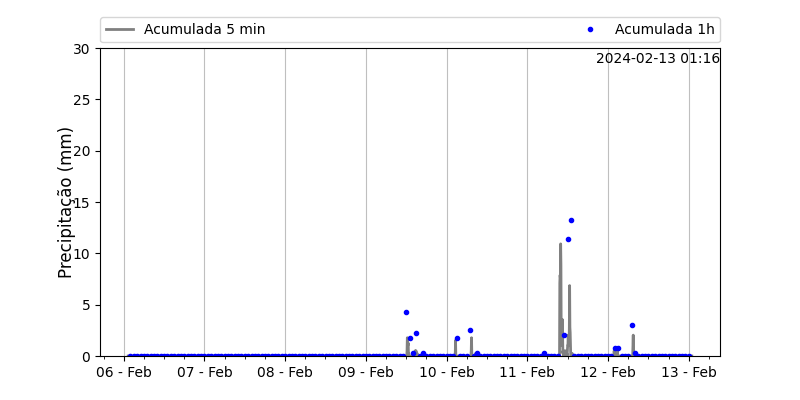 Acumulada 5 min Acumulada 1h
2024-02-13 01:16
Precipitação (mm)
30
25
20
15
10
5
0
06 - Feb 07 - Feb 08 - Feb 09 - Feb 10 - Feb 11 - Feb 12 - Feb 13 - Feb